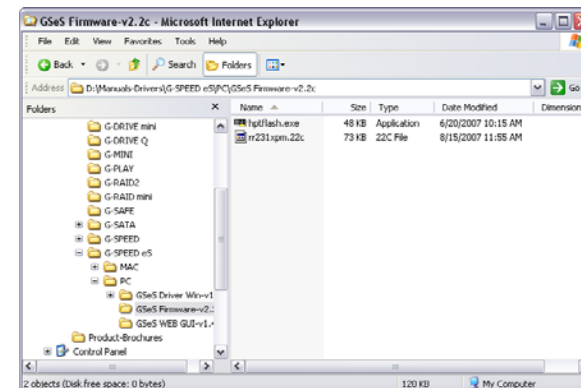 GSeS Firmware-v2.2c - Microsoft Internet Explorer
File Edit View Favorites Tools Help
Back Search Folders
Address D:\Manuals-Drivers\G-SPEED eS\PC\GSeS Firmware-v2.2c Go
Folders × Name Size Type Date Modified Dimension
hptflash.exe 48 KB Application 6/20/2007 10:15 AM
rr231xpm.22c 73 KB 22C File 8/15/2007 11:55 AM
G-DRIVE mini
G-DRIVE Q
G-MINI
G-PLAY
G-RAID2
G-RAID mini
G-SAFE
G-SATA
G-SPEED
G-SPEED eS
MAC
PC
GSeS Driver Win-v1
GSeS Firmware-v2.
GSeS WEB GUI-v1.
Product-Brochures
Control Panel
2 objects (Disk free space: 0 bytes) 120 KB My Computer